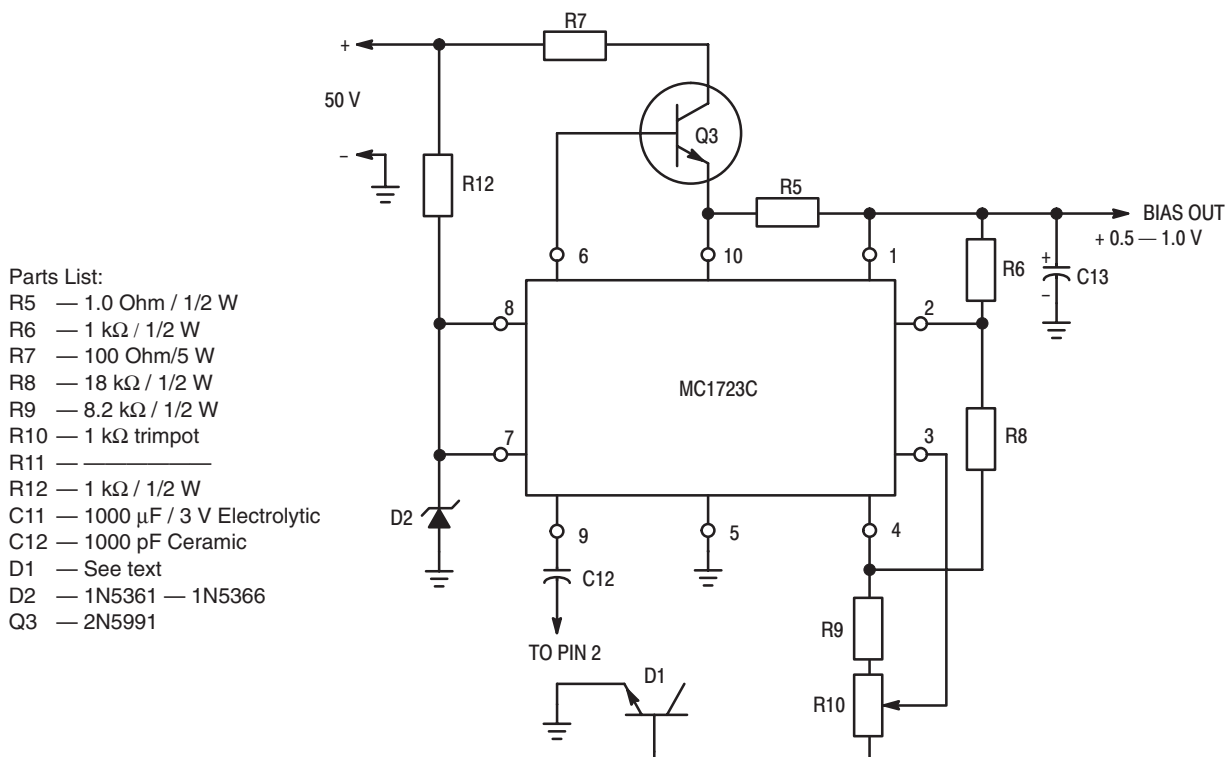 R7
+
50 V
–
Q3
R12
R5
BIAS OUT
+ 0.5 — 1.0 V
6
10
1
R6
+
–
C13
Parts List:
R5 — 1.0 Ohm / 1/2 W
R6 — 1 kΩ / 1/2 W
R7 — 100 Ohm/5 W
R8 — 18 kΩ / 1/2 W
R9 — 8.2 kΩ / 1/2 W
R10 — 1 kΩ trimpot
R11 — ——————
R12 — 1 kΩ / 1/2 W
C11 — 1000 μF / 3 V Electrolytic
C12 — 1000 pF Ceramic
D1 — See text
D2 — 1N5361 — 1N5366
Q3 — 2N5991
8
2
MC1723C
7
3
R8
D2
9
5
4
C12
TO PIN 2
R9
D1
R10